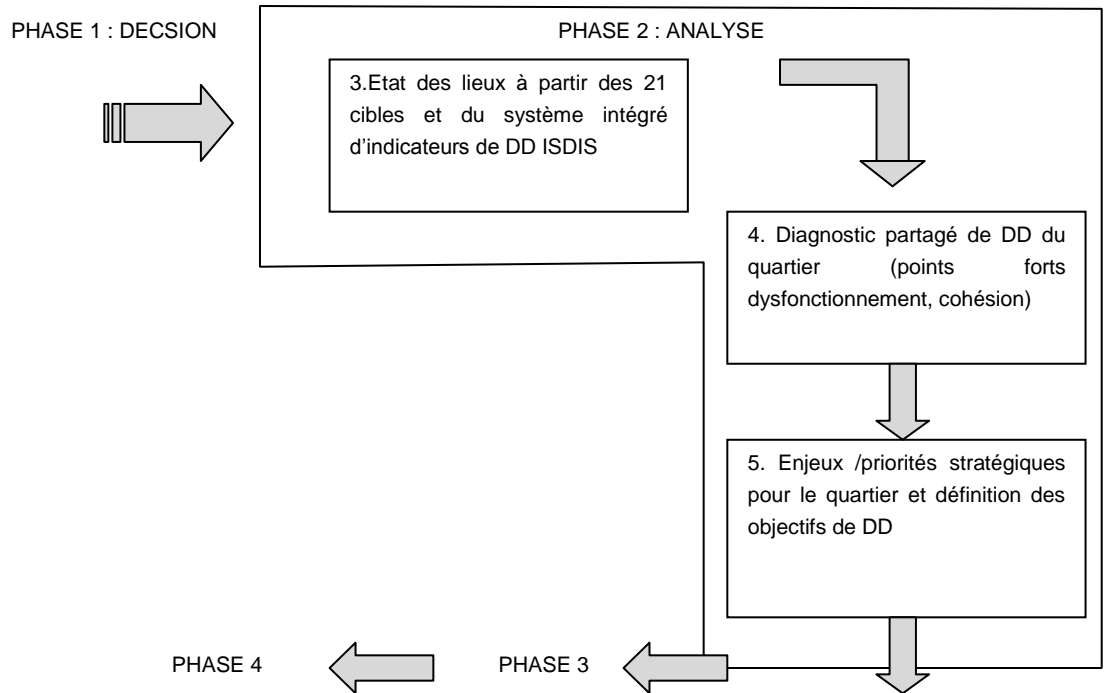 PHASE 1 : DECSION
PHASE 2 : ANALYSE
3.Etat des lieux à partir des 21
cibles et du système intégré
d'indicateurs de DD ISDIS
4. Diagnostic partagé de DD du
quartier (points forts
dysfonctionnement, cohésion)
5. Enjeux /priorités stratégiques
pour le quartier et définition des
objectifs de DD
PHASE 4
PHASE 3